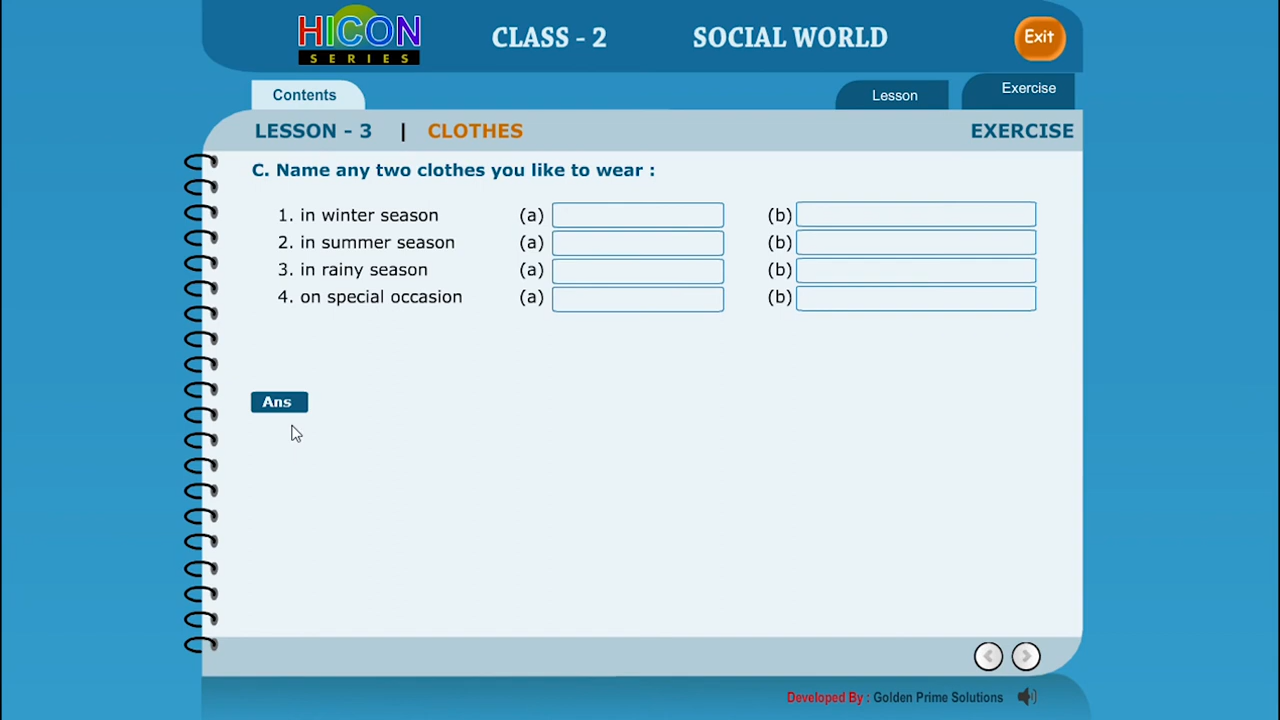 HICON
SERIES
CLASS - 2
SOCIAL WORLD
Exit
Contents
Lesson
Exercise
LESSON - 3 | CLOTHES
EXERCISE
C. Name any two clothes you like to wear :
1. in winter season (a) (b)
2. in summer season (a) (b)
3. in rainy season (a) (b)
4. on special occasion (a) (b)
Ans
Developed By : Golden Prime Solutions